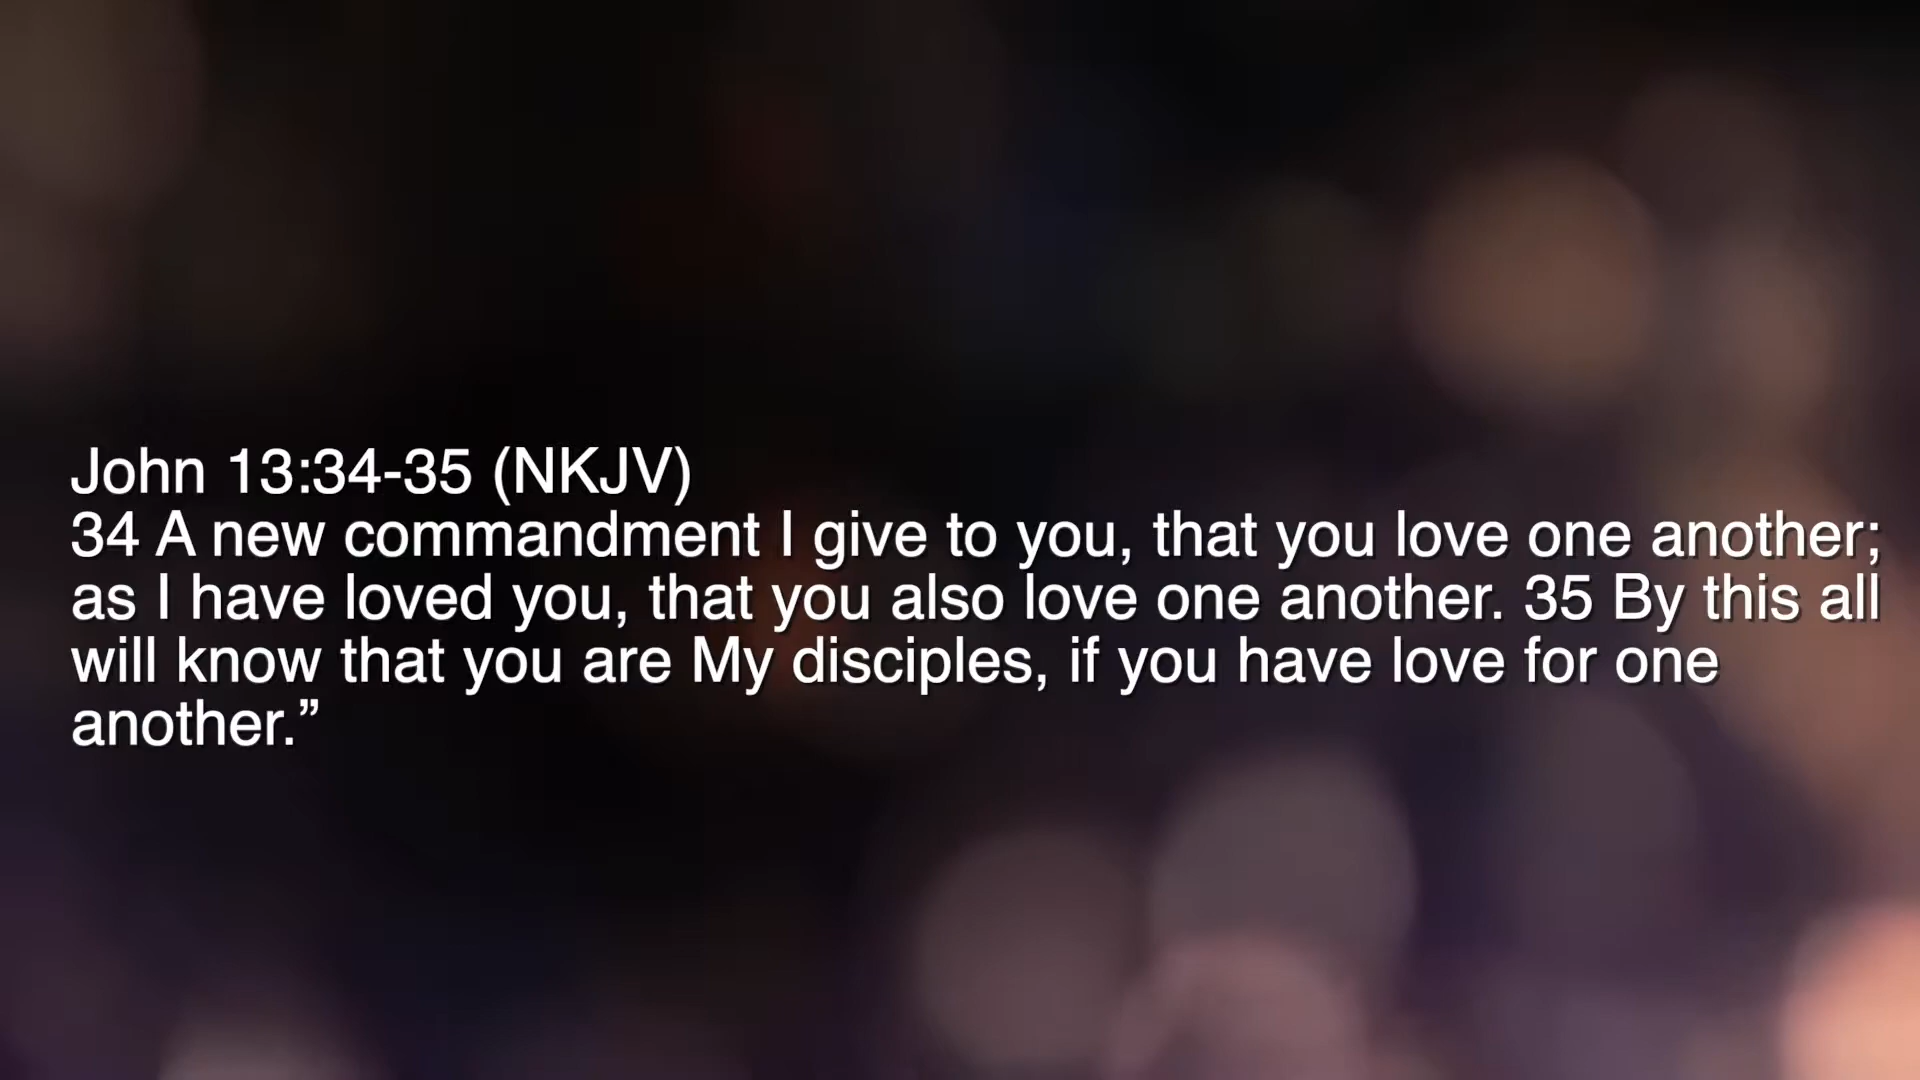 John 13:34-35 (NKJV)
34 A new commandment I give to you, that you love one another;
as I have loved you, that you also love one another. 35 By this all
will know that you are My disciples, if you have love for one
another.”